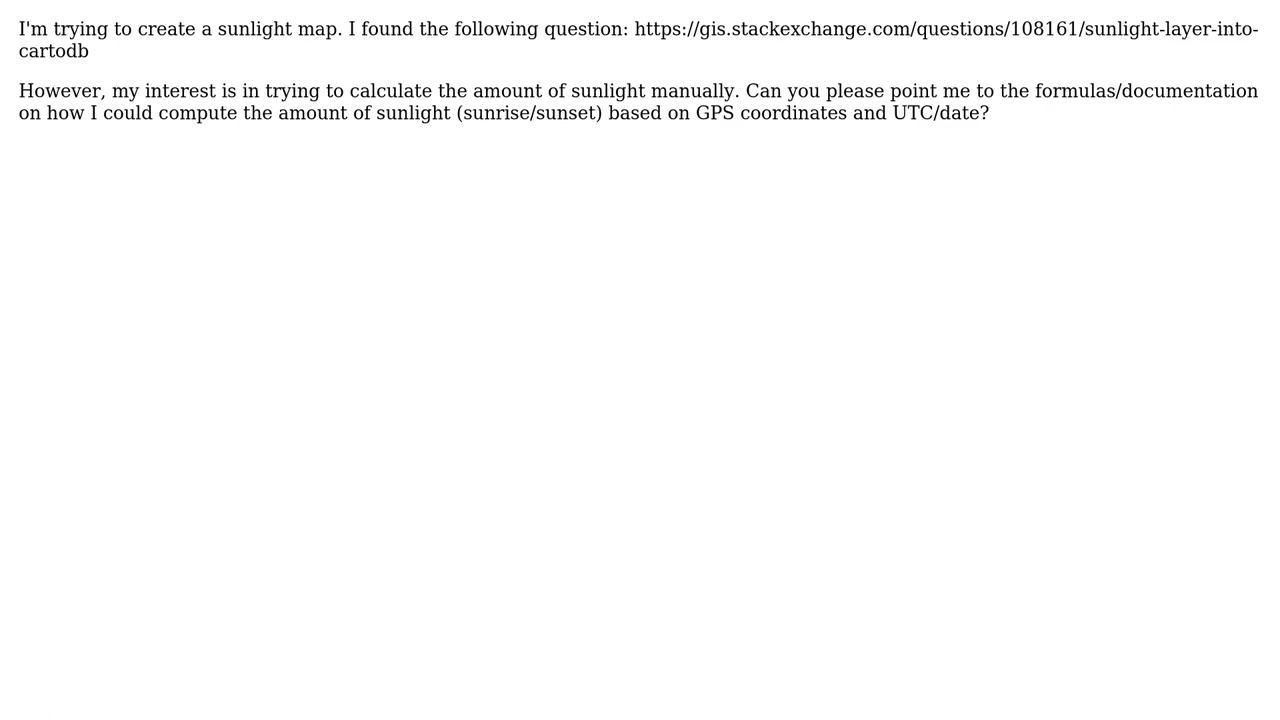 I'm trying to create a sunlight map. I found the following question: https://gis.stackexchange.com/questions/108161/sunlight-layer-into-
cartodb
However, my interest is in trying to calculate the amount of sunlight manually. Can you please point me to the formulas/documentation
on how I could compute the amount of sunlight (sunrise/sunset) based on GPS coordinates and UTC/date?